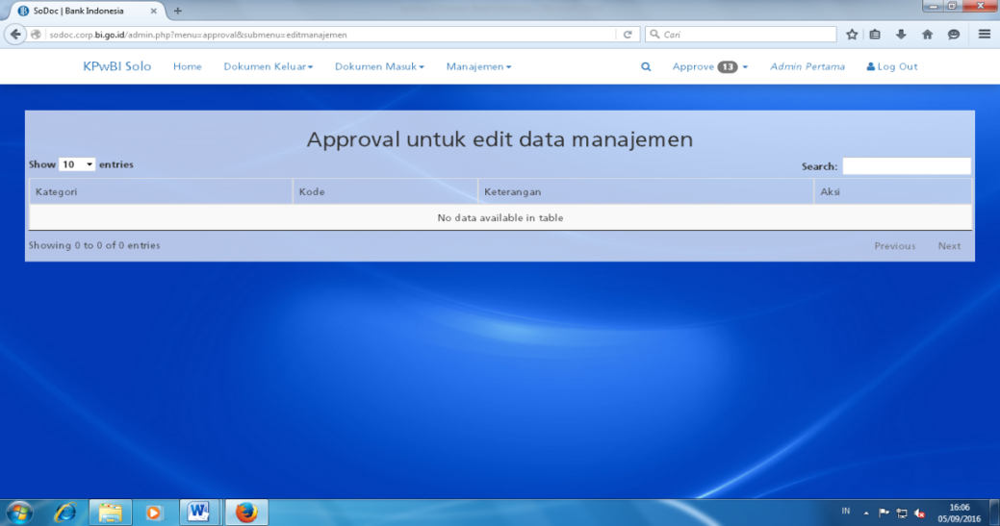 SoDoc | Bank Indonesia
sodoc.corp.bi.go.id/admin.php?menu=approval&submenu=editmanajemen
Cari
KPwBI Solo Home Dokumen Keluar Dokumen Masuk Manajemen Approve 13 Admin Pertama Log Out
Approval untuk edit data manajemen
Show 10 entries Search:
Kategori Kode Keterangan Aksi
No data available in table
Showing 0 to 0 of 0 entries Previous Next
IN 16:06
05/09/2016